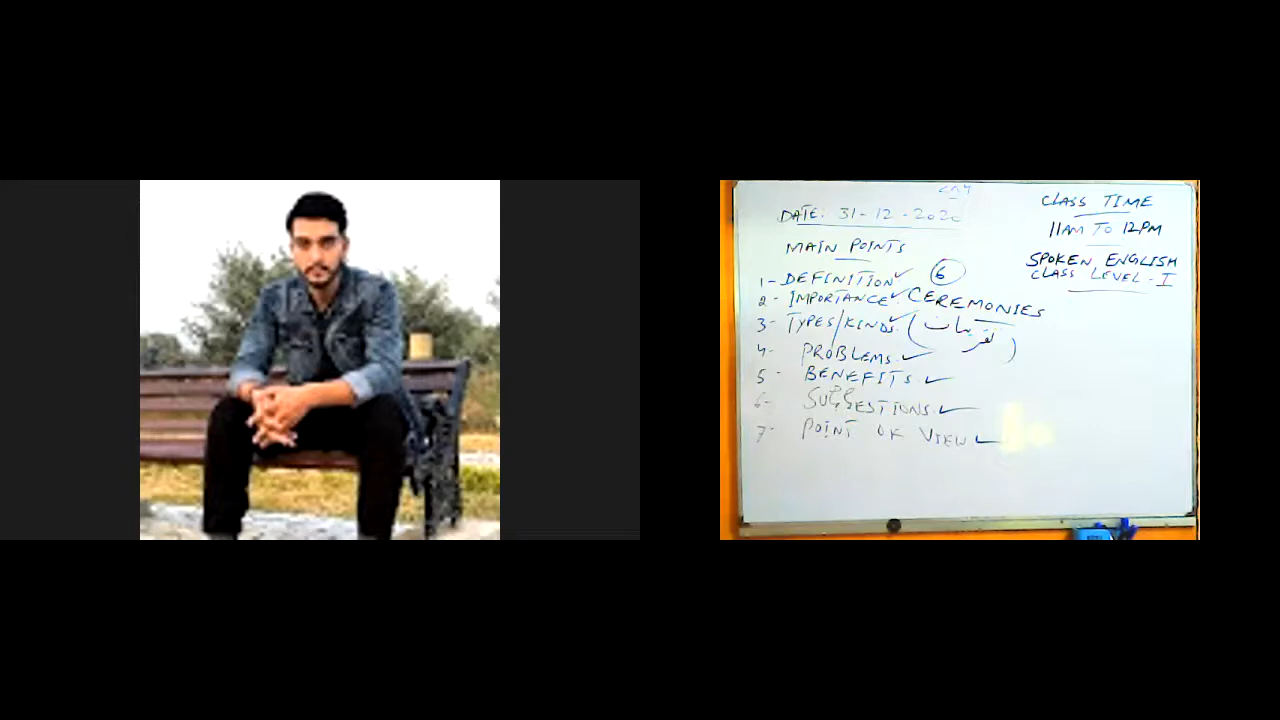 DATE: 31-12-2020
MAIN POINTS
1- DEFINITION ✓ 6
2- IMPORTANCE ✓ CEREMONIES
3- TYPES/KINDS ✓ (تقریبات)
4- PROBLEMS. ✓
5- BENEFITS ✓
6- SUGGESTIONS. ✓
7- POINT OF VIEW ✓
CLASS TIME
11AM TO 12PM
SPOKEN ENGLISH
CLASS LEVEL-I